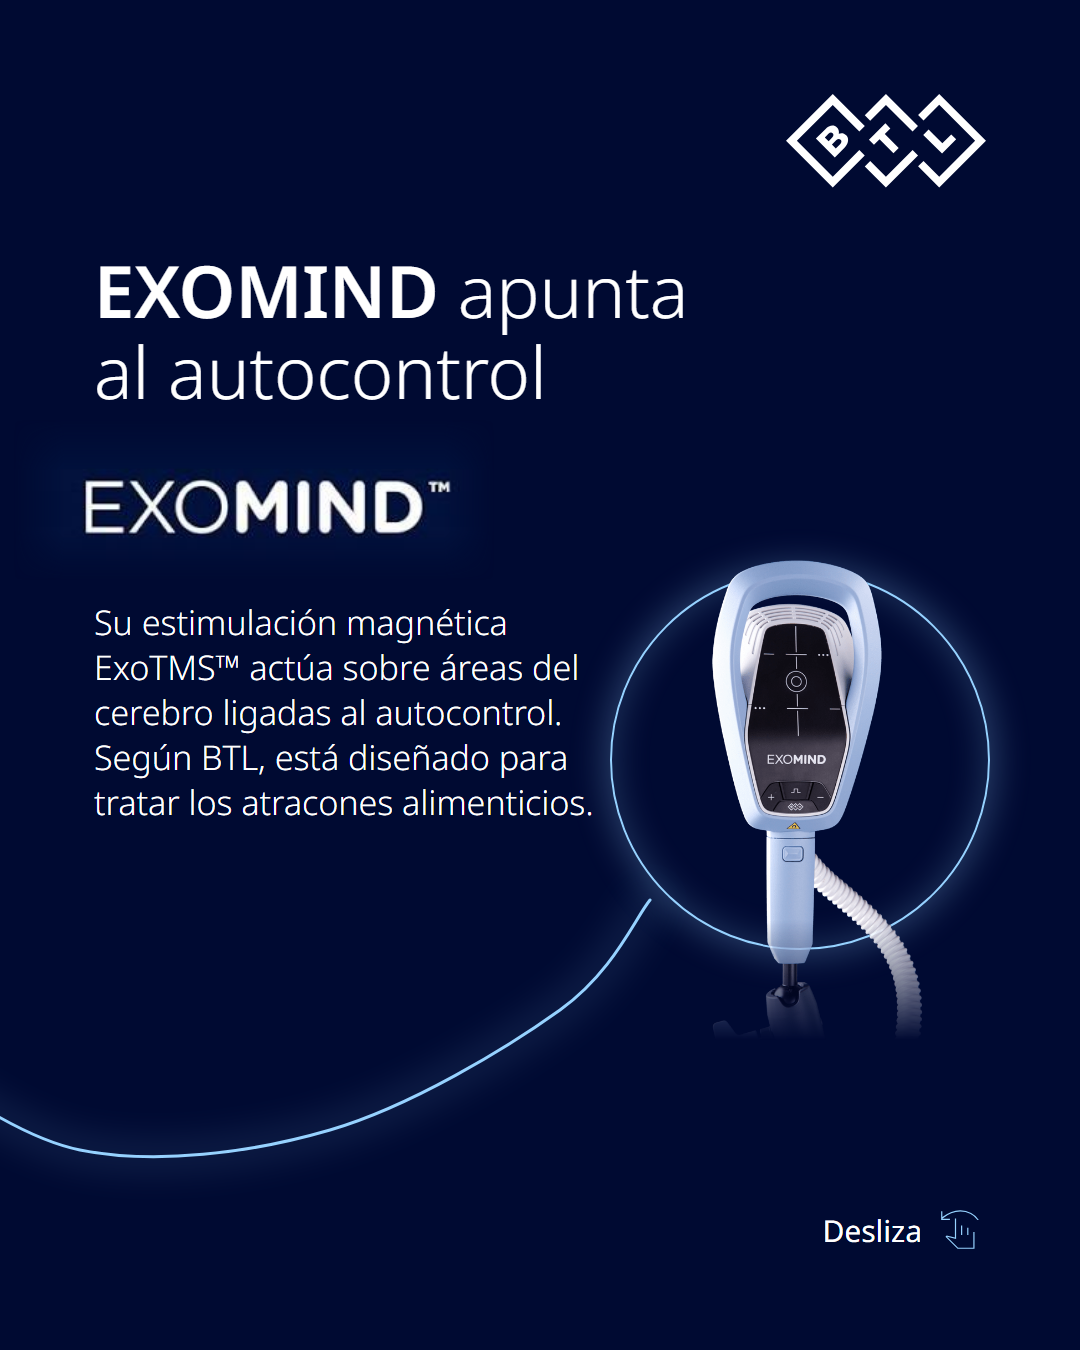 BTL
EXOMIND apunta
al autocontrol
EXOMIND™
Su estimulación magnética
ExoTMS™ actúa sobre áreas del
cerebro ligadas al autocontrol.
Según BTL, está diseñado para
tratar los atracones alimenticios.
EXOMIND
Desliza